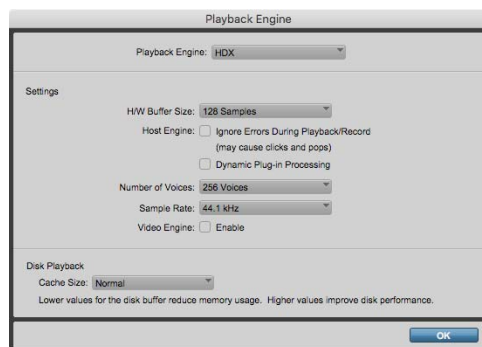 Playback Engine
Playback Engine: HDX
Settings
H/W Buffer Size: 128 Samples
Host Engine: Ignore Errors During Playback/Record
(may cause clicks and pops)
Dynamic Plug-in Processing
Number of Voices: 256 Voices
Sample Rate: 44.1 kHz
Video Engine: Enable
Disk Playback
Cache Size: Normal
Lower values for the disk buffer reduce memory usage. Higher values improve disk performance.
OK